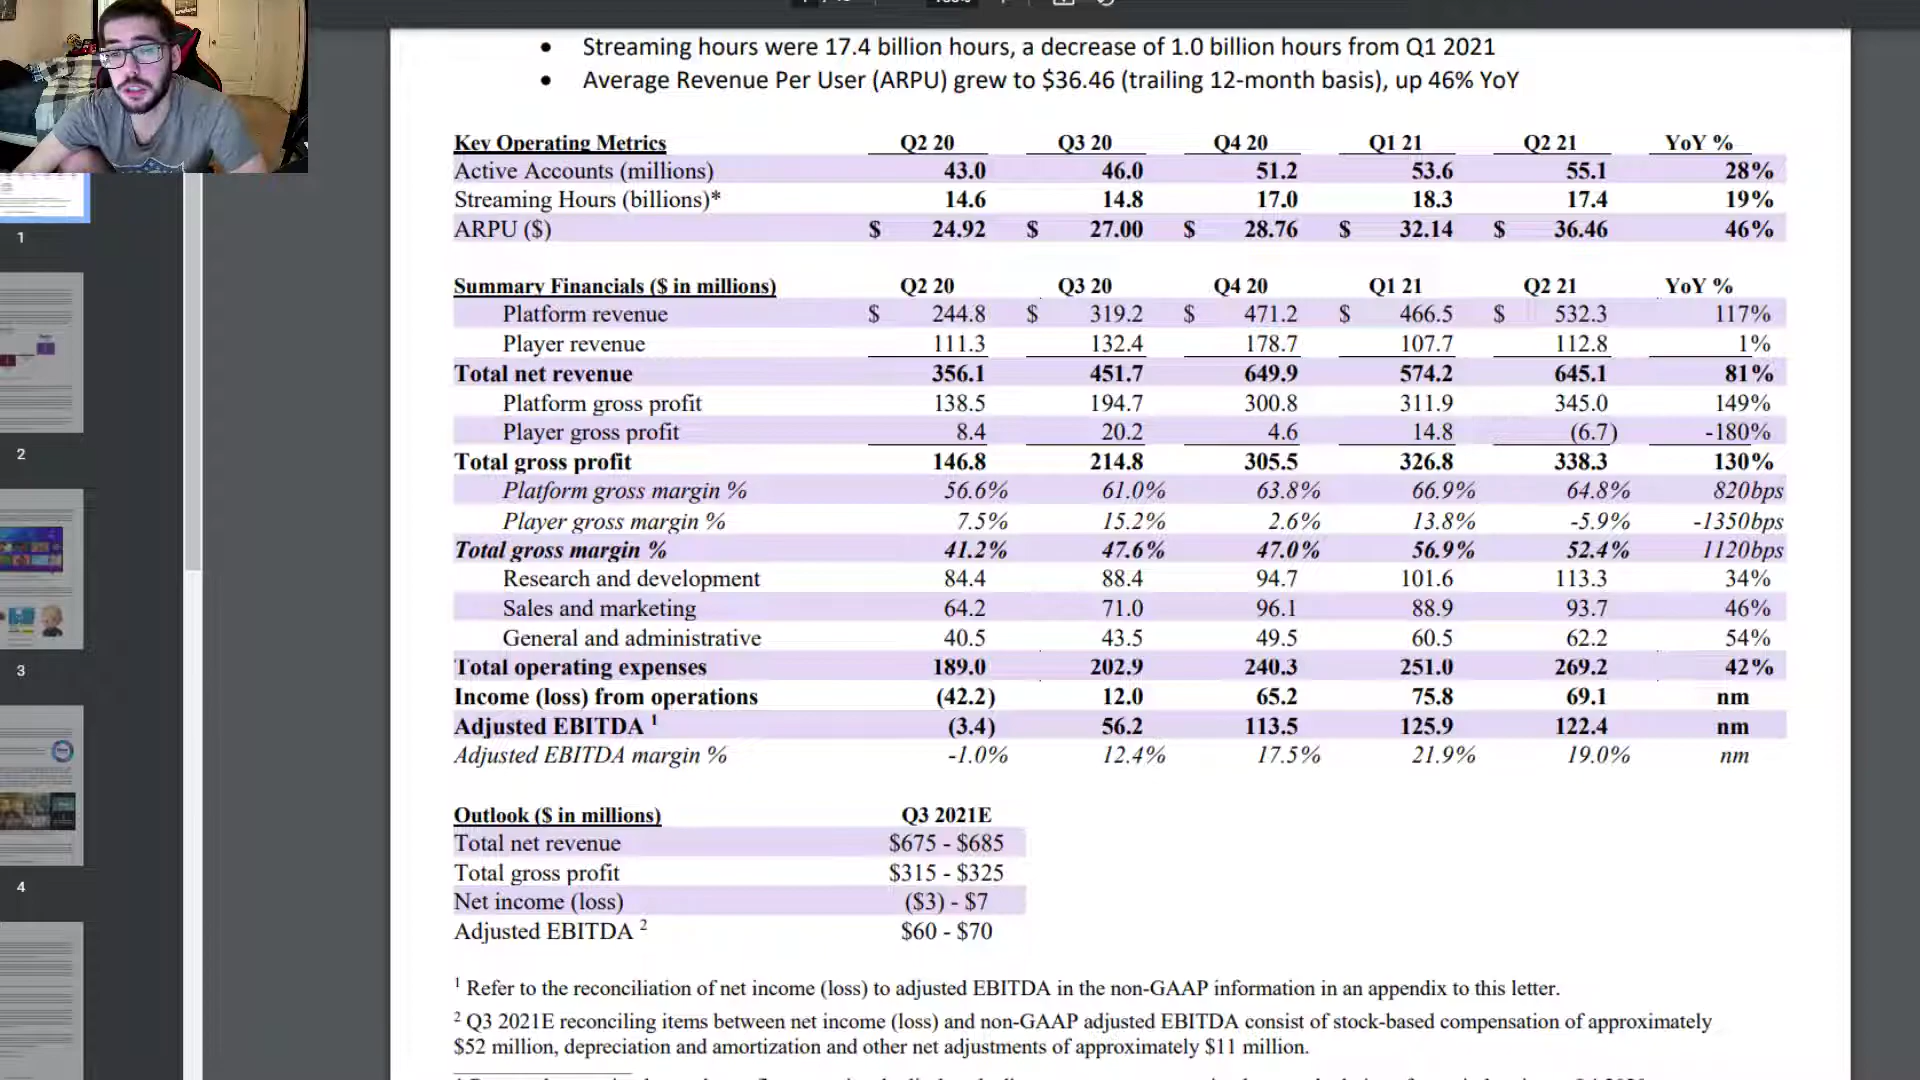 • Streaming hours were 17.4 billion hours, a decrease of 1.0 billion hours from Q1 2021
• Average Revenue Per User (ARPU) grew to $36.46 (trailing 12-month basis), up 46% YoY
Key Operating Metrics Q2 20 Q3 20 Q4 20 Q1 21 Q2 21 YoY %
Active Accounts (millions) 43.0 46.0 51.2 53.6 55.1 28%
Streaming Hours (billions)* 14.6 14.8 17.0 18.3 17.4 19%
ARPU ($) $ 24.92 $ 27.00 $ 28.76 $ 32.14 $ 36.46 46%
Summary Financials ($ in millions) Q2 20 Q3 20 Q4 20 Q1 21 Q2 21 YoY %
Platform revenue $ 244.8 $ 319.2 $ 471.2 $ 466.5 $ 532.3 117%
Player revenue 111.3 132.4 178.7 107.7 112.8 1%
Total net revenue 356.1 451.7 649.9 574.2 645.1 81%
Platform gross profit 138.5 194.7 300.8 311.9 345.0 149%
Player gross profit 8.4 20.2 4.6 14.8 (6.7) -180%
Total gross profit 146.8 214.8 305.5 326.8 338.3 130%
Platform gross margin % 56.6% 61.0% 63.8% 66.9% 64.8% 820bps
Player gross margin % 7.5% 15.2% 2.6% 13.8% -5.9% -1350bps
Total gross margin % 41.2% 47.6% 47.0% 56.9% 52.4% 1120bps
Research and development 84.4 88.4 94.7 101.6 113.3 34%
Sales and marketing 64.2 71.0 96.1 88.9 93.7 46%
General and administrative 40.5 43.5 49.5 60.5 62.2 54%
Total operating expenses 189.0 202.9 240.3 251.0 269.2 42%
Income (loss) from operations (42.2) 12.0 65.2 75.8 69.1 nm
Adjusted EBITDA 1 (3.4) 56.2 113.5 125.9 122.4 nm
Adjusted EBITDA margin % -1.0% 12.4% 17.5% 21.9% 19.0% nm
Outlook ($ in millions) Q3 2021E
Total net revenue $675 - $685
Total gross profit $315 - $325
Net income (loss) ($3) - $7
Adjusted EBITDA 2 $60 - $70
1 Refer to the reconciliation of net income (loss) to adjusted EBITDA in the non-GAAP information in an appendix to this letter.
2 Q3 2021E reconciling items between net income (loss) and non-GAAP adjusted EBITDA consist of stock-based compensation of approximately
$52 million, depreciation and amortization and other net adjustments of approximately $11 million.
1
2
3
4